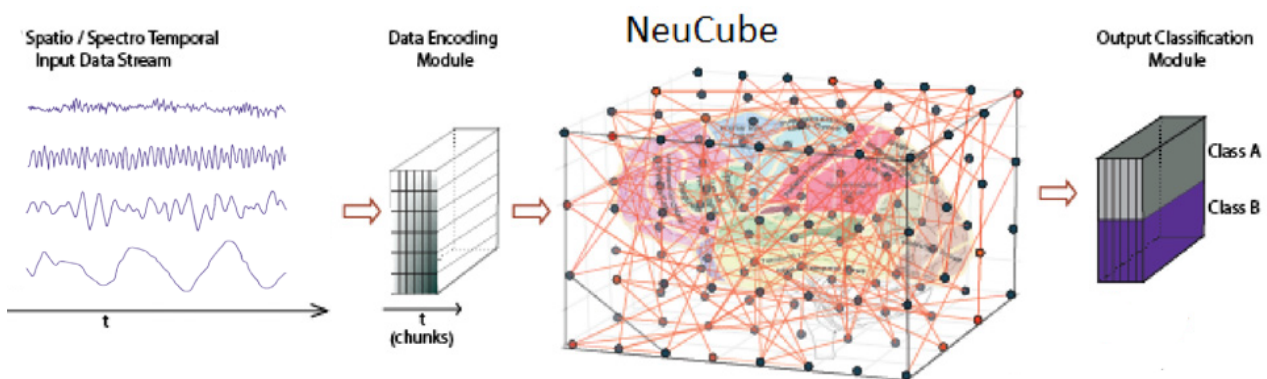 Spatio / Spectro Temporal
Input Data Stream
t
Data Encoding
Module
t
(chunks)
NeuCube
Output Classification
Module
Class A
Class B